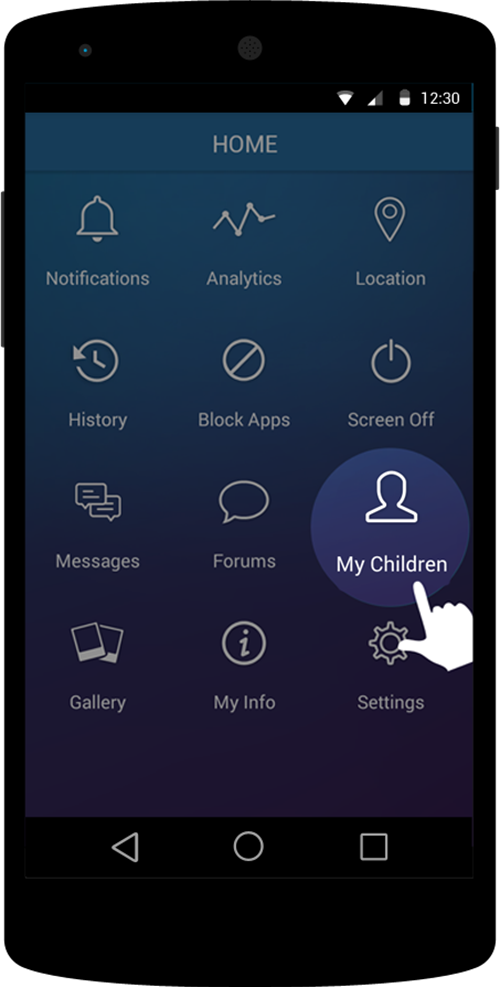 12:30
HOME
Notifications Analytics Location
History Block Apps Screen Off
Messages Forums My Children
Gallery My Info Settings